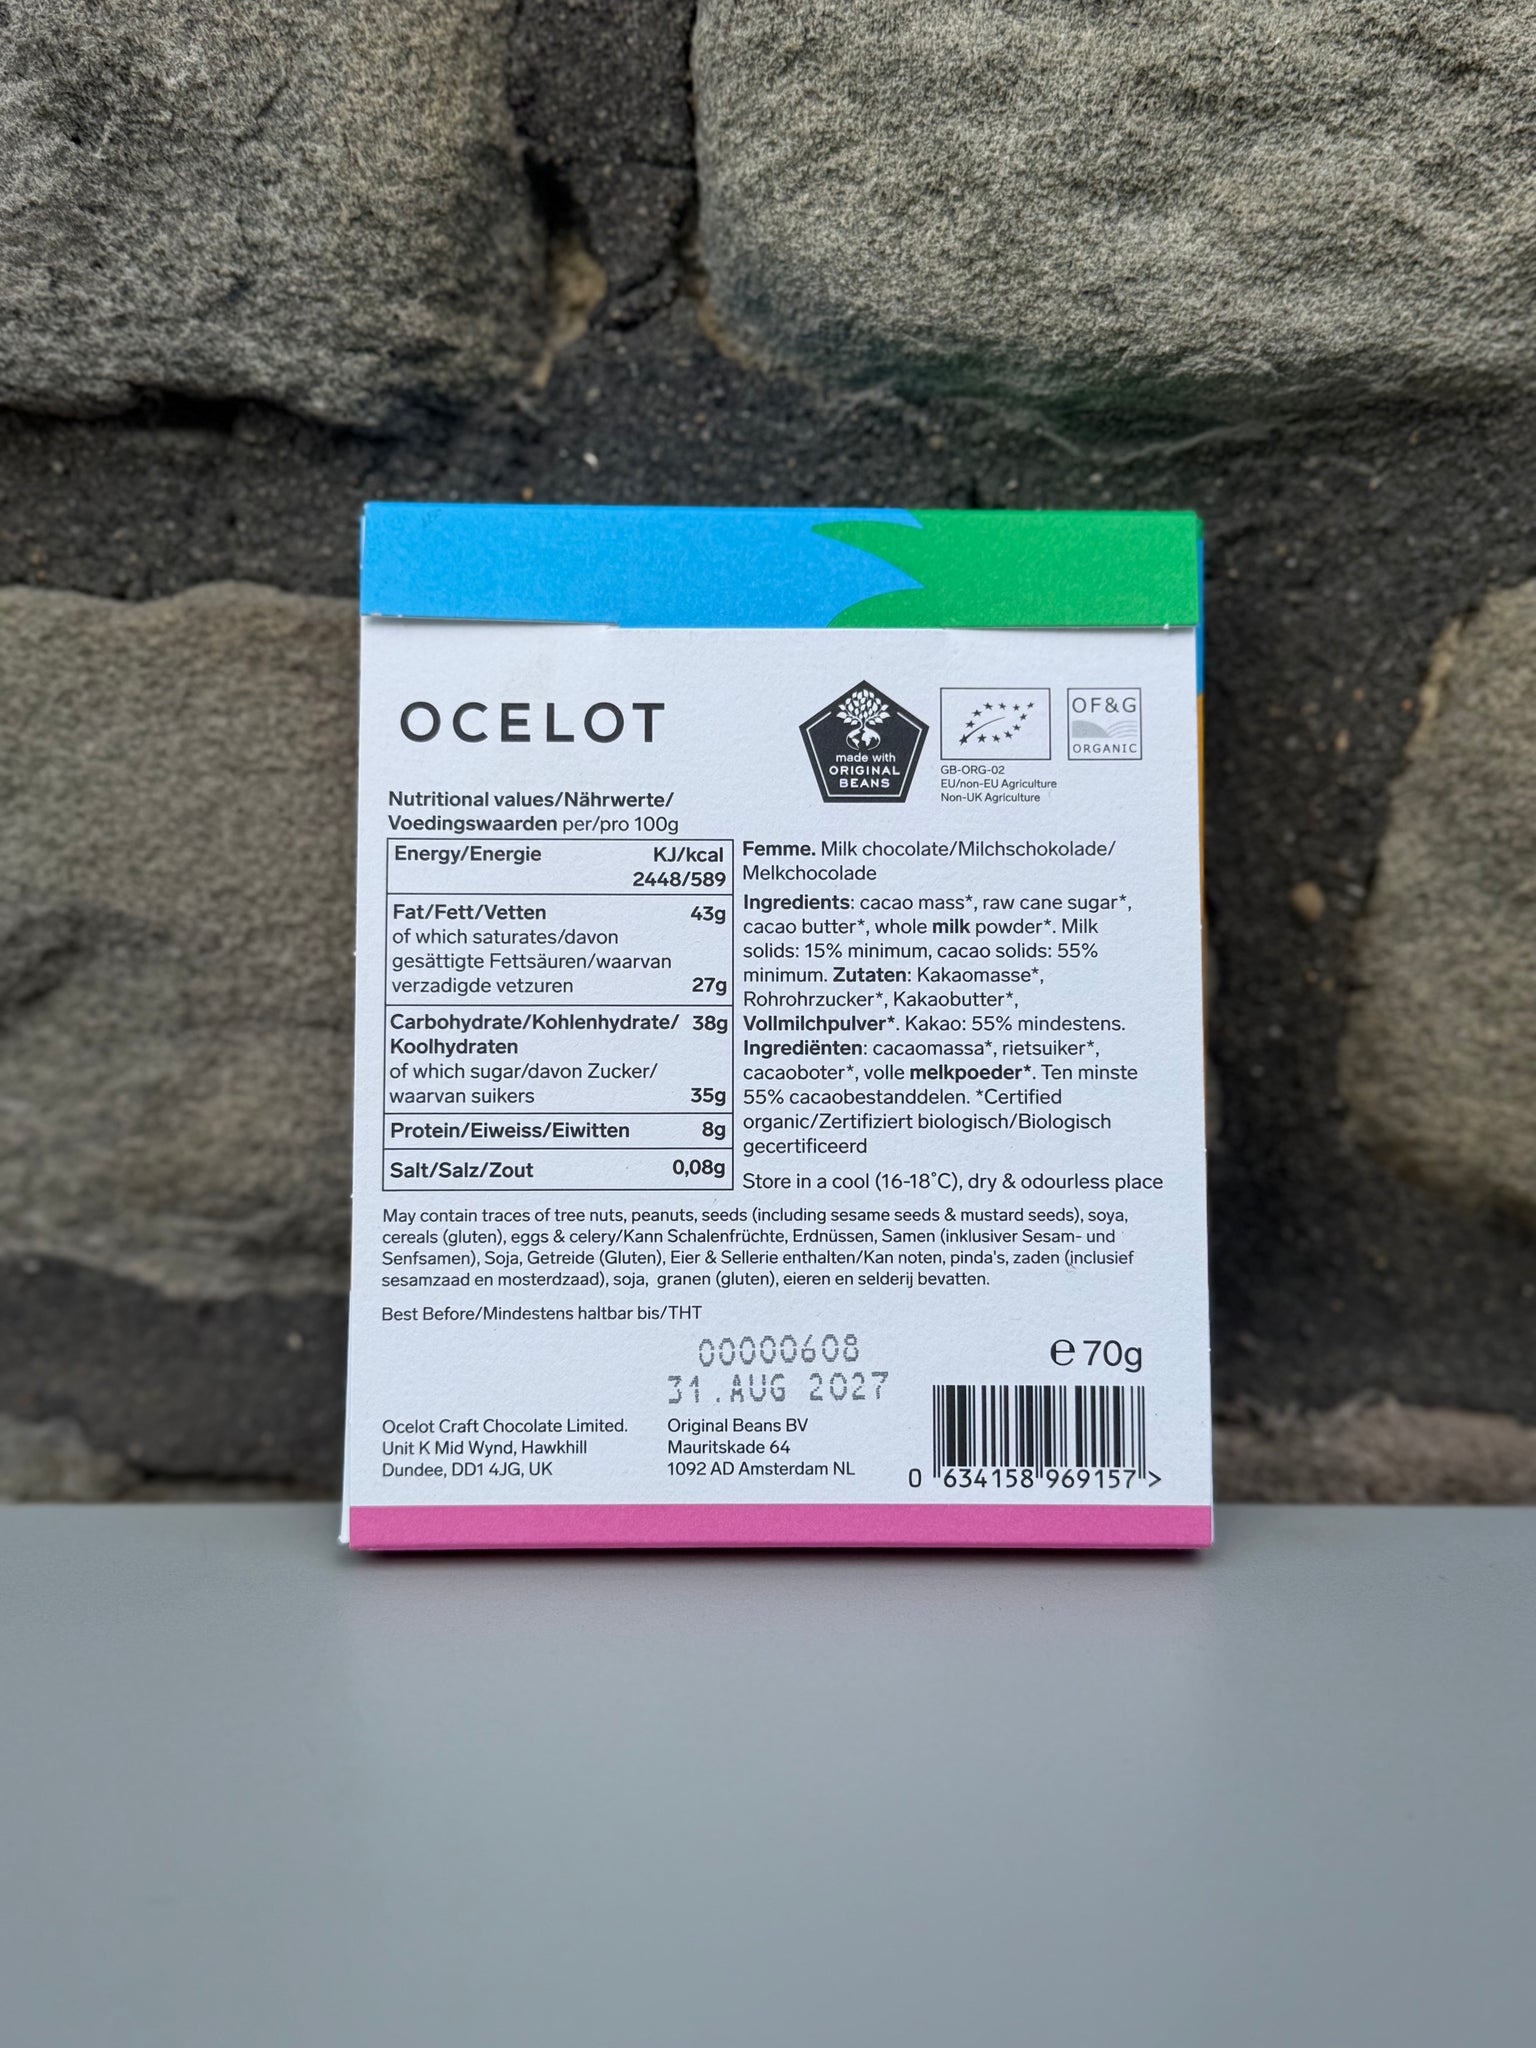 OCELOT
made with
ORIGINAL
BEANS
GB-ORG-02
EU/non-EU Agriculture
Non-UK Agriculture
OF&G
ORGANIC
Nutritional values/Nährwerte/
Voedingswaarden per/pro 100g
Energy/Energie KJ/kcal
2448/589
Fat/Fett/Vetten 43g
of which saturates/davon
gesättigte Fettsäuren/waarvan
verzadigde vetzuren 27g
Carbohydrate/Kohlenhydrate/ 38g
Koolhydraten
of which sugar/davon Zucker/
waarvan suikers 35g
Protein/Eiweiss/Eiwitten 8g
Salt/Salz/Zout 0,08g
Femme. Milk chocolate/Milchschokolade/
Melkchocolade
Ingredients: cacao mass*, raw cane sugar*,
cacao butter*, whole milk powder*. Milk
solids: 15% minimum, cacao solids: 55%
minimum. Zutaten: Kakaomasse*,
Rohrohrzucker*, Kakaobutter*,
Vollmilchpulver*. Kakao: 55% mindestens.
Ingrediënten: cacaomassa*, rietsuiker*,
cacaoboter*, volle melkpoeder*. Ten minste
55% cacaobestanddelen. *Certified
organic/Zertifiziert biologisch/Biologisch
gecertificeerd
Store in a cool (16-18°C), dry & odourless place
May contain traces of tree nuts, peanuts, seeds (including sesame seeds & mustard seeds), soya,
cereals (gluten), eggs & celery/Kann Schalenfrüchte, Erdnüssen, Samen (inklusiver Sesam- und
Senfsamen), Soja, Getreide (Gluten), Eier & Sellerie enthalten/Kan noten, pinda's, zaden (inclusief
sesamzaad en mosterdzaad), soja, granen (gluten), eieren en selderij bevatten.
Best Before/Mindestens haltbar bis/THT
00000608
31.AUG 2027
℮ 70g
Ocelot Craft Chocolate Limited.
Unit K Mid Wynd, Hawkhill
Dundee, DD1 4JG, UK
Original Beans BV
Mauritskade 64
1092 AD Amsterdam NL
0 634158 969157 >